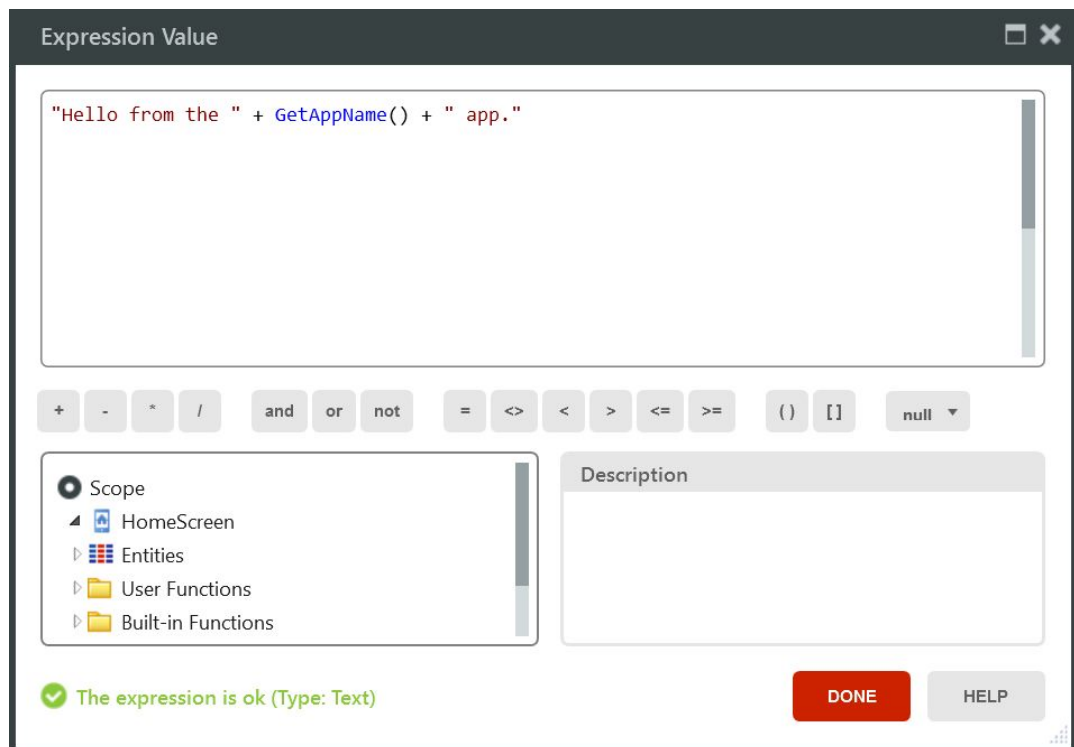 Expression Value
"Hello from the " + GetAppName() + " app."
+ - * / and or not = <> < > <= >= () [] null
Scope
HomeScreen
Entities
User Functions
Built-in Functions
Description
The expression is ok (Type: Text)
DONE HELP